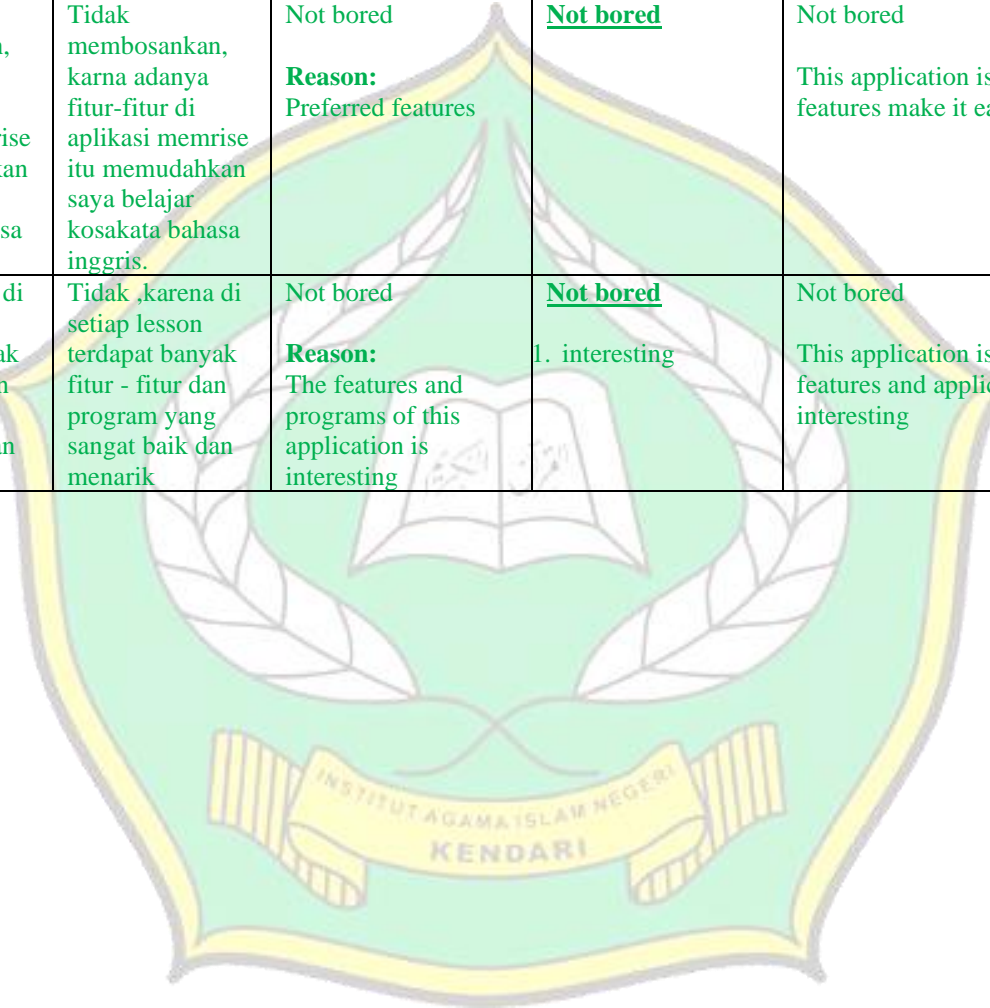 Tidak
membosankan,
karna adanya
fitur-fitur di
aplikasi memrise
itu memudahkan
saya belajar
kosakata bahasa
inggris.
Not bored
Reason:
Preferred features
Not bored
Not bored
This application is
features make it
di
Tidak ,karena di
setiap lesson
terdapat banyak
fitur - fitur dan
program yang
sangat baik dan
menarik
Not bored
Reason:
The features and
programs of this
application is
interesting
Not bored
1. interesting
Not bored
This application is
features and
interesting
INSTITUT AGAMA ISLAM NEGERI
KENDARI